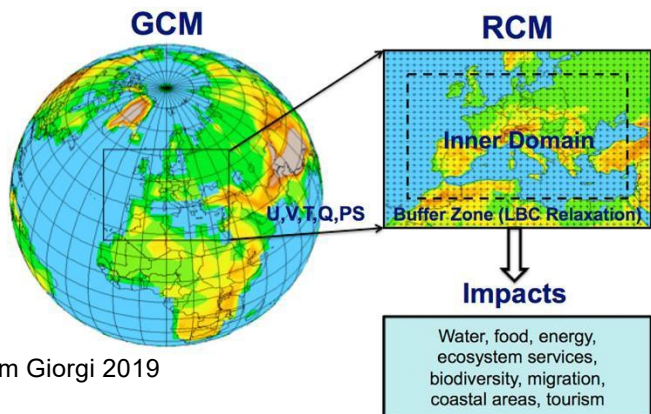 GCM
RCM
Inner Domain
U,V,T,Q,PS
Buffer Zone (LBC Relaxation)
Impacts
Water, food, energy,
ecosystem services,
biodiversity, migration,
coastal areas, tourism
m Giorgi 2019